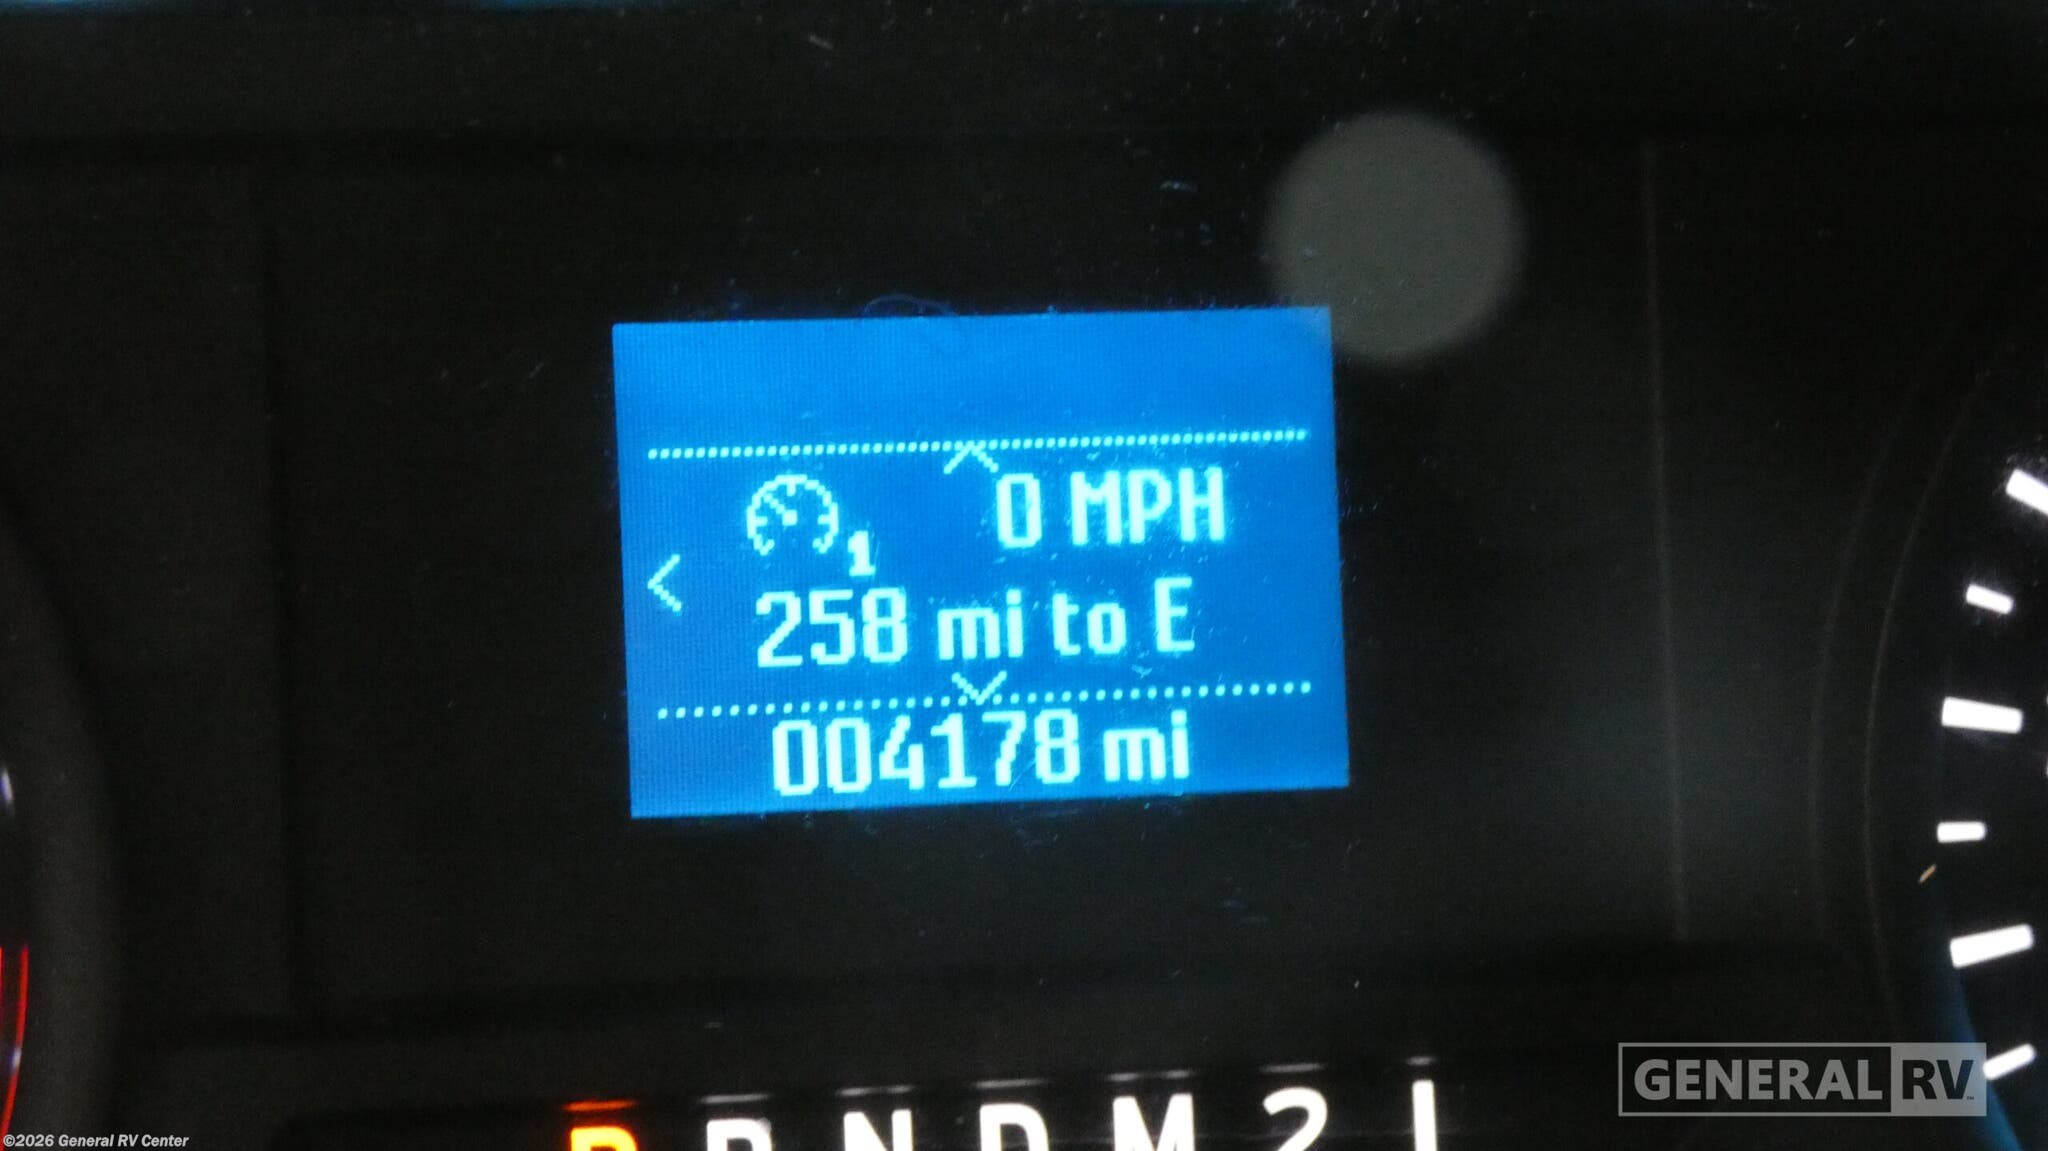 0 MPH
1
258 mi to E
004178 mi
P R N D M 2 1
GENERAL RV
©2026 General RV Center